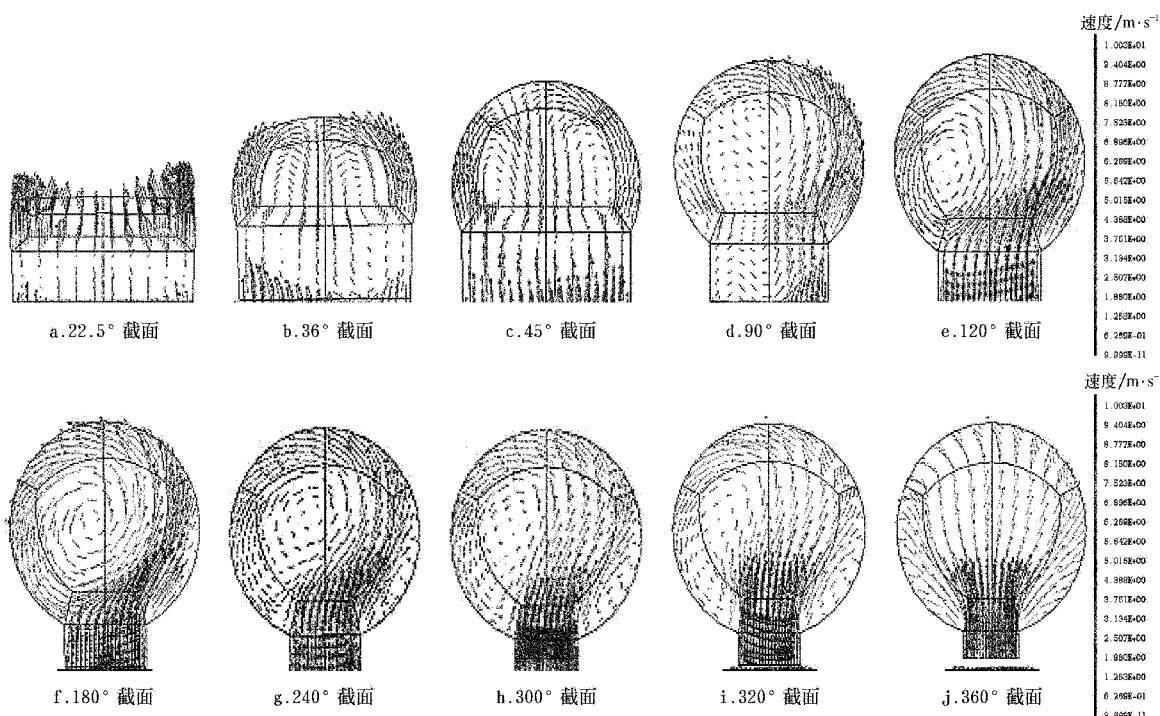 速度/m·s⁻¹
1.003E+01
9.404E+00
8.777E+00
8.150E+00
7.523E+00
6.896E+00
6.269E+00
5.642E+00
5.015E+00
4.388E+00
3.761E+00
3.134E+00
2.507E+00
1.880E+00
1.253E+00
6.269E-01
9.999E-11
a.22.5° 截面
b.36° 截面
c.45° 截面
d.90° 截面
e.120° 截面
速度/m·s⁻
1.003E+01
9.404E+00
8.777E+00
8.150E+00
7.523E+00
6.896E+00
6.269E+00
5.642E+00
5.015E+00
4.388E+00
3.761E+00
3.134E+00
2.507E+00
1.880E+00
1.253E+00
6.269E-01
f.180° 截面
g.240° 截面
h.300° 截面
i.320° 截面
j.360° 截面